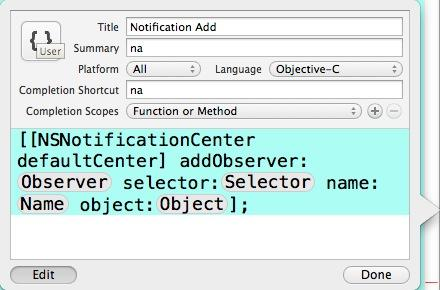 Title Notification Add
{ }
User
Summary na
Platform All Language Objective-C
Completion Shortcut na
Completion Scopes Function or Method
[[NSNotificationCenter
defaultCenter] addObserver:
Observer selector:Selector name:
Name object:Object];
Edit Done